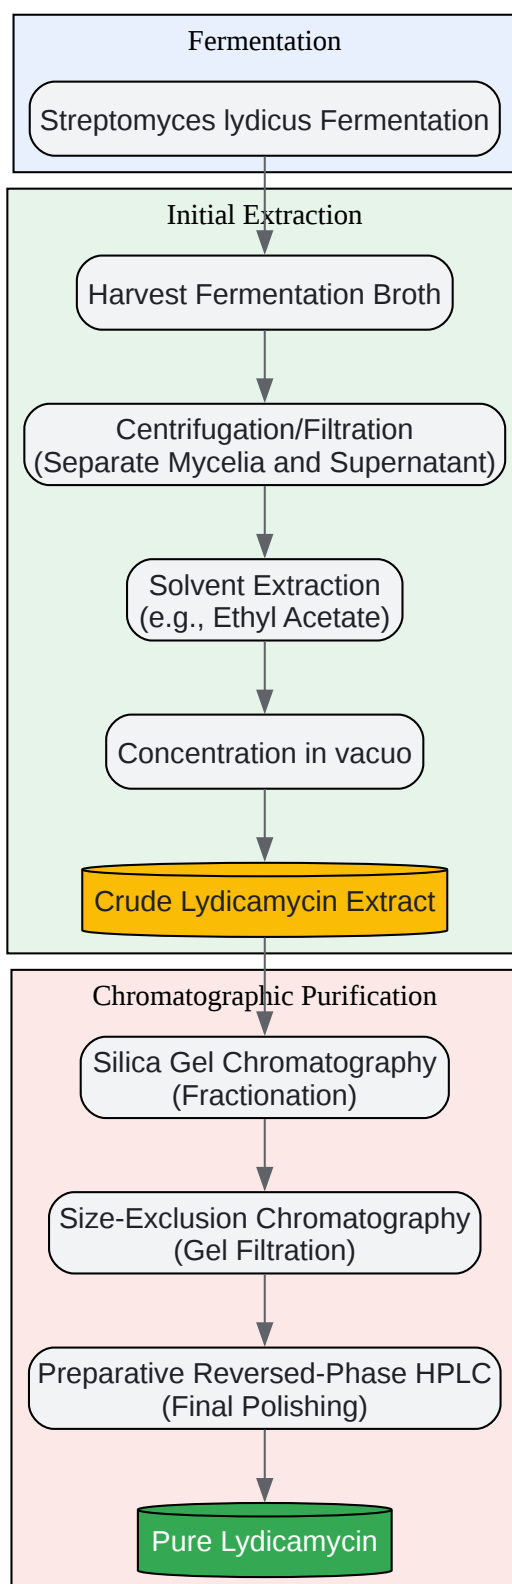 Fermentation
Streptomyces lydicus Fermentation
Initial Extraction
Harvest Fermentation Broth
Centrifugation/Filtration
(Separate Mycelia and Supernatant)
Solvent Extraction
(e.g., Ethyl Acetate)
Concentration in vacuo
Crude Lydicamycin Extract
Chromatographic Purification
Silica Gel Chromatography
(Fractionation)
Size-Exclusion Chromatography
(Gel Filtration)
Preparative Reversed-Phase HPLC
(Final Polishing)
Pure Lydicamycin